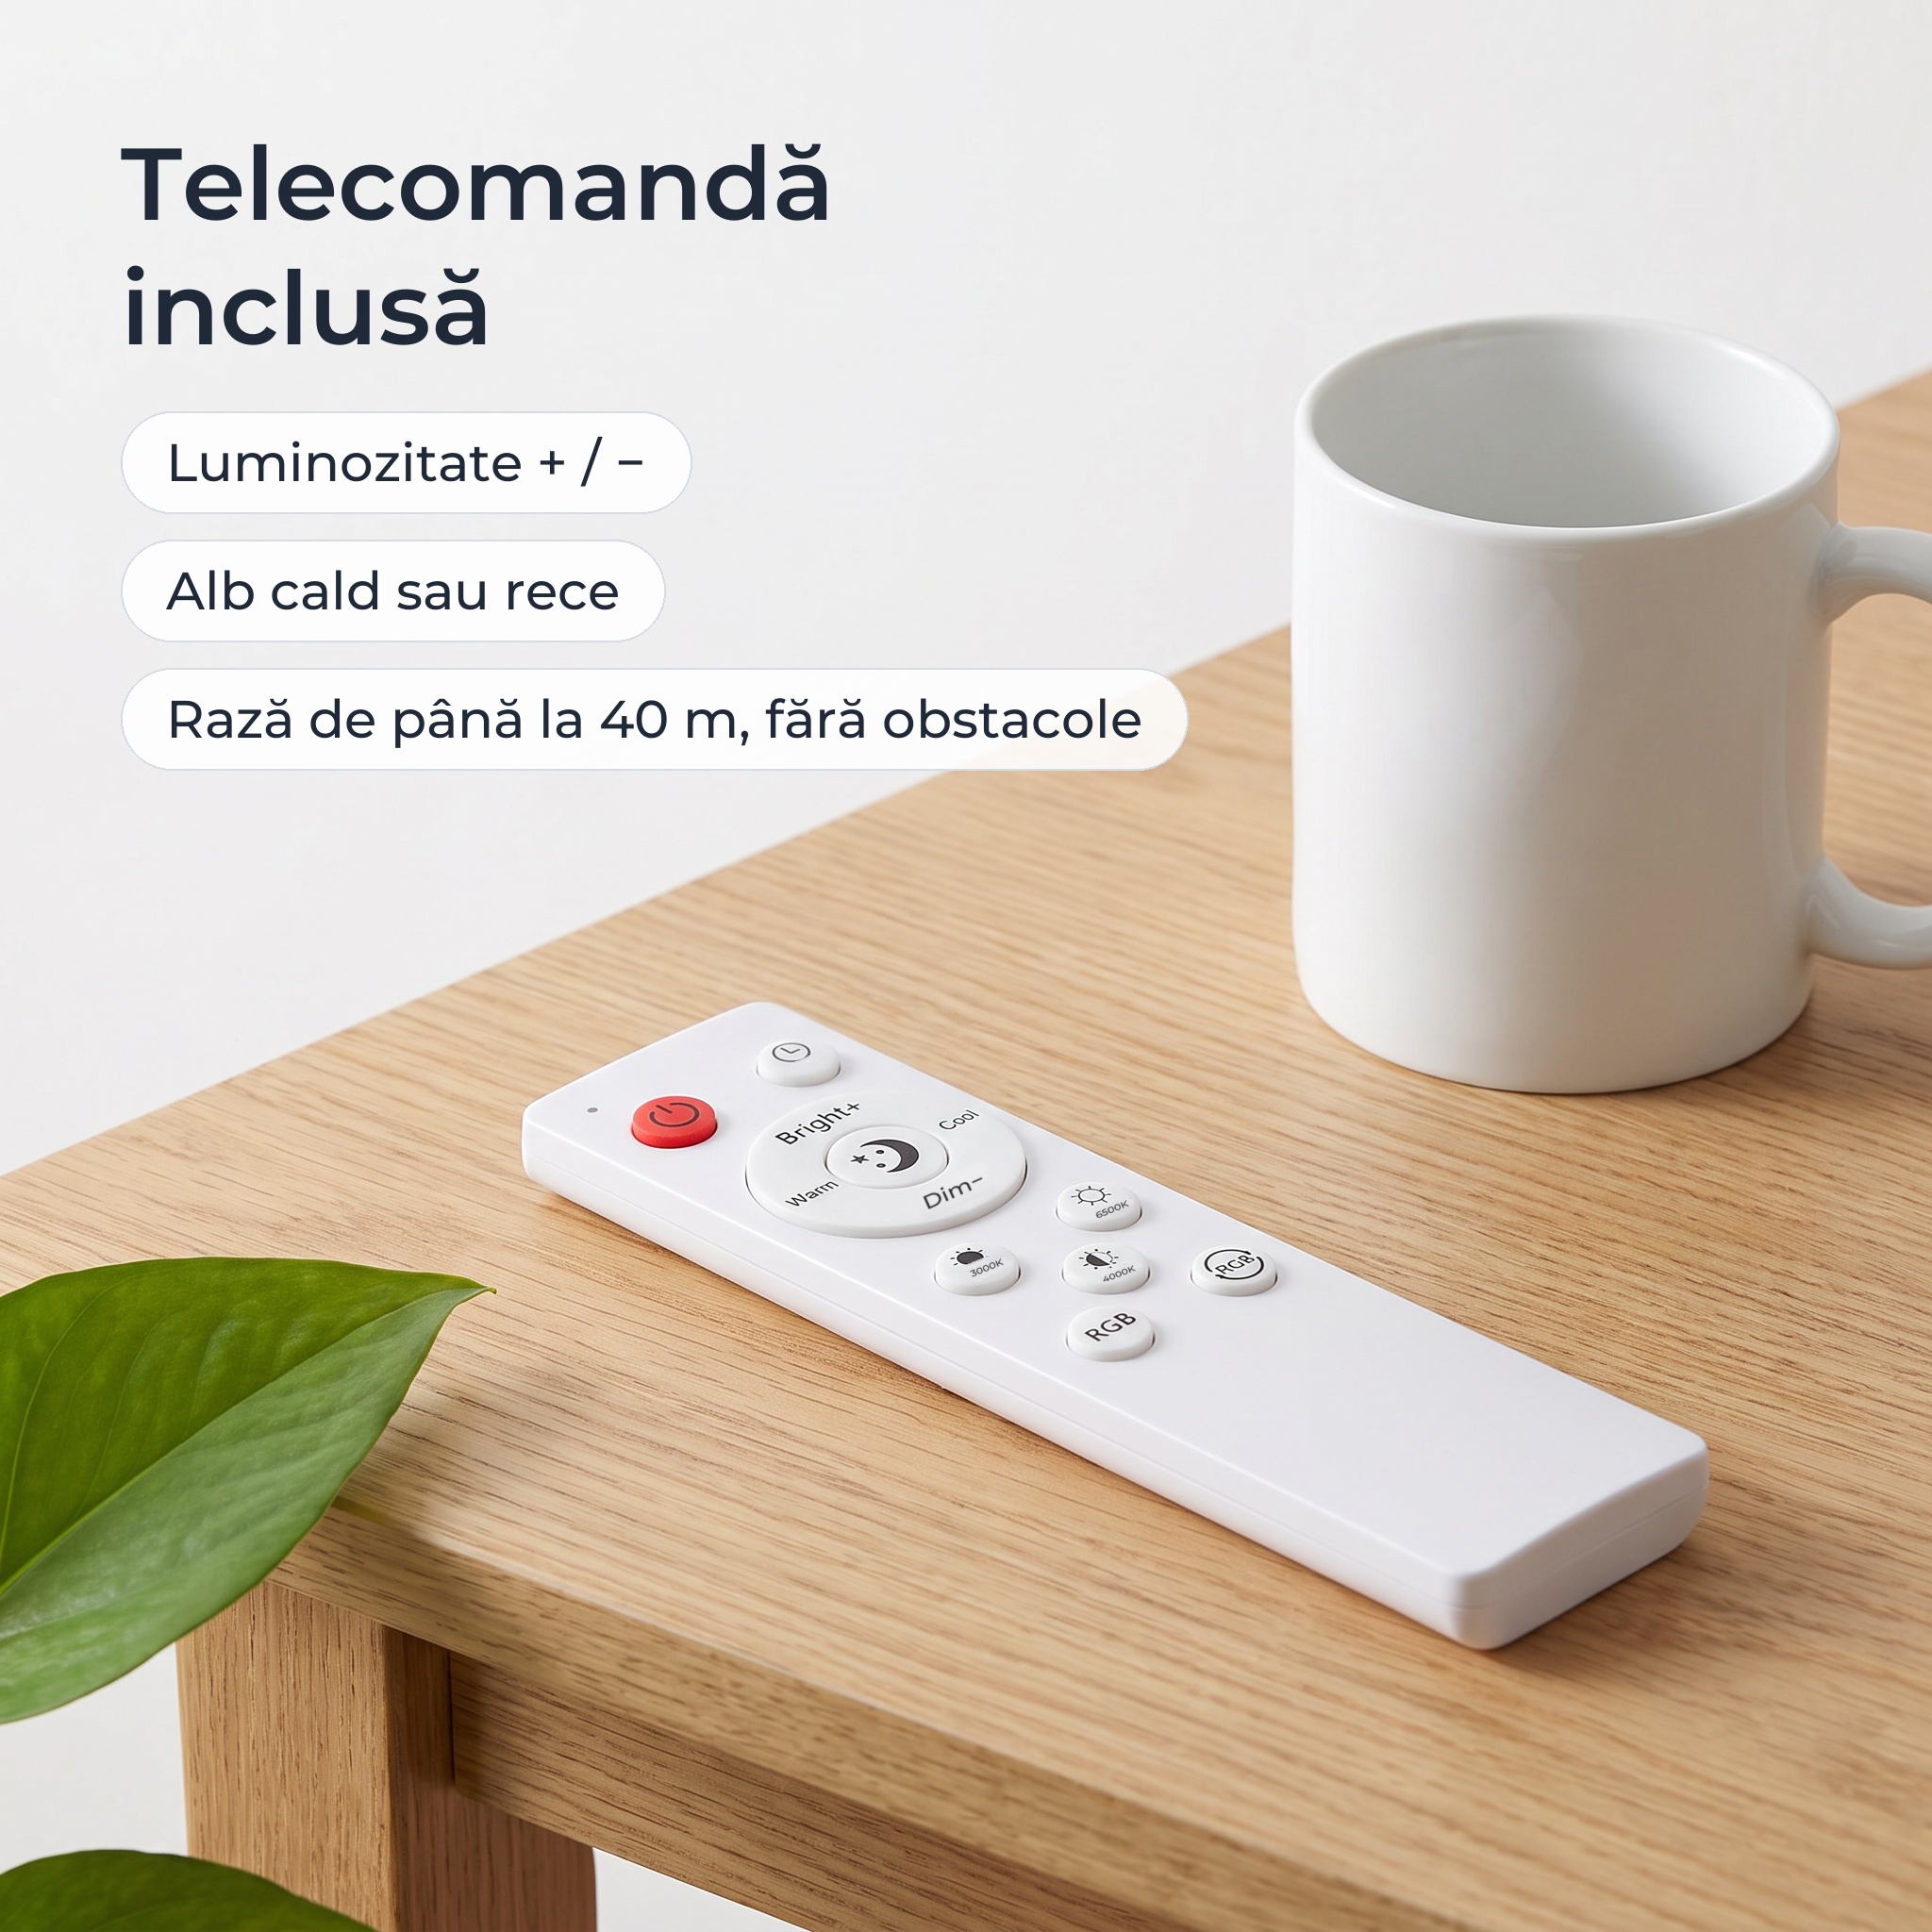 Telecomandă
inclusă
Luminozitate + / −
Alb cald sau rece
Rază de până la 40 m, fără obstacole
Bright+
Cool
Warm
Dim−
6500K
3000K
4000K
RGB
RGB